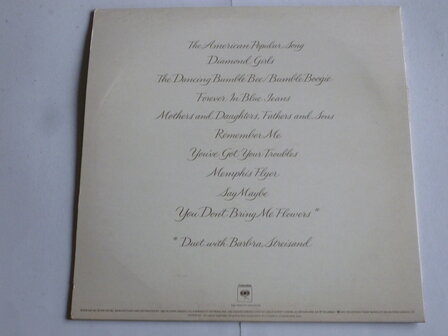 The American Popular Song
Diamond Girls
The Dancing Bumble Bee/Bumble Boogie
Forever In Blue Jeans
Mothers and Daughters, Fathers and Sons
Remember Me
You've Got Your Troubles
Memphis Flyer
Say Maybe
You Don't Bring Me Flowers *
* Duet with Barbra Streisand